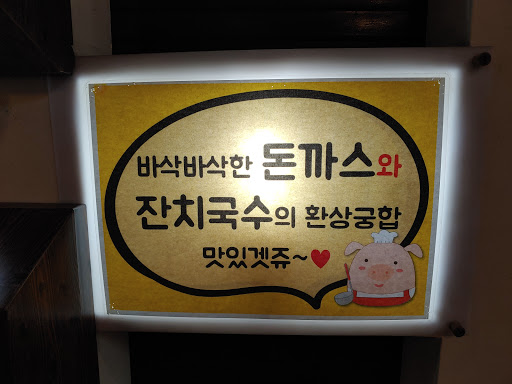 바삭바삭한 돈까스와
잔치국수의 환상궁합
맛있겟쥬~♥